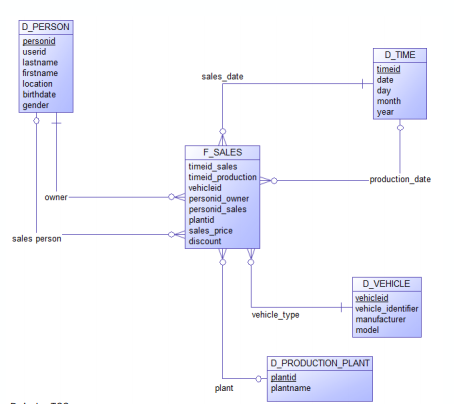 D_PERSON
personid
userid
lastname
firstname
location
birthdate
gender
D_TIME
timeid
date
day
month
year
sales_date
F_SALES
timeid_sales
timeid_production
vehicleid
personid_owner
personid_sales
plantid
sales_price
discount
production_date
owner
sales person
D_VEHICLE
vehicleid
vehicle_identifier
manufacturer
model
vehicle_type
D_PRODUCTION_PLANT
plantid
plantname
plant